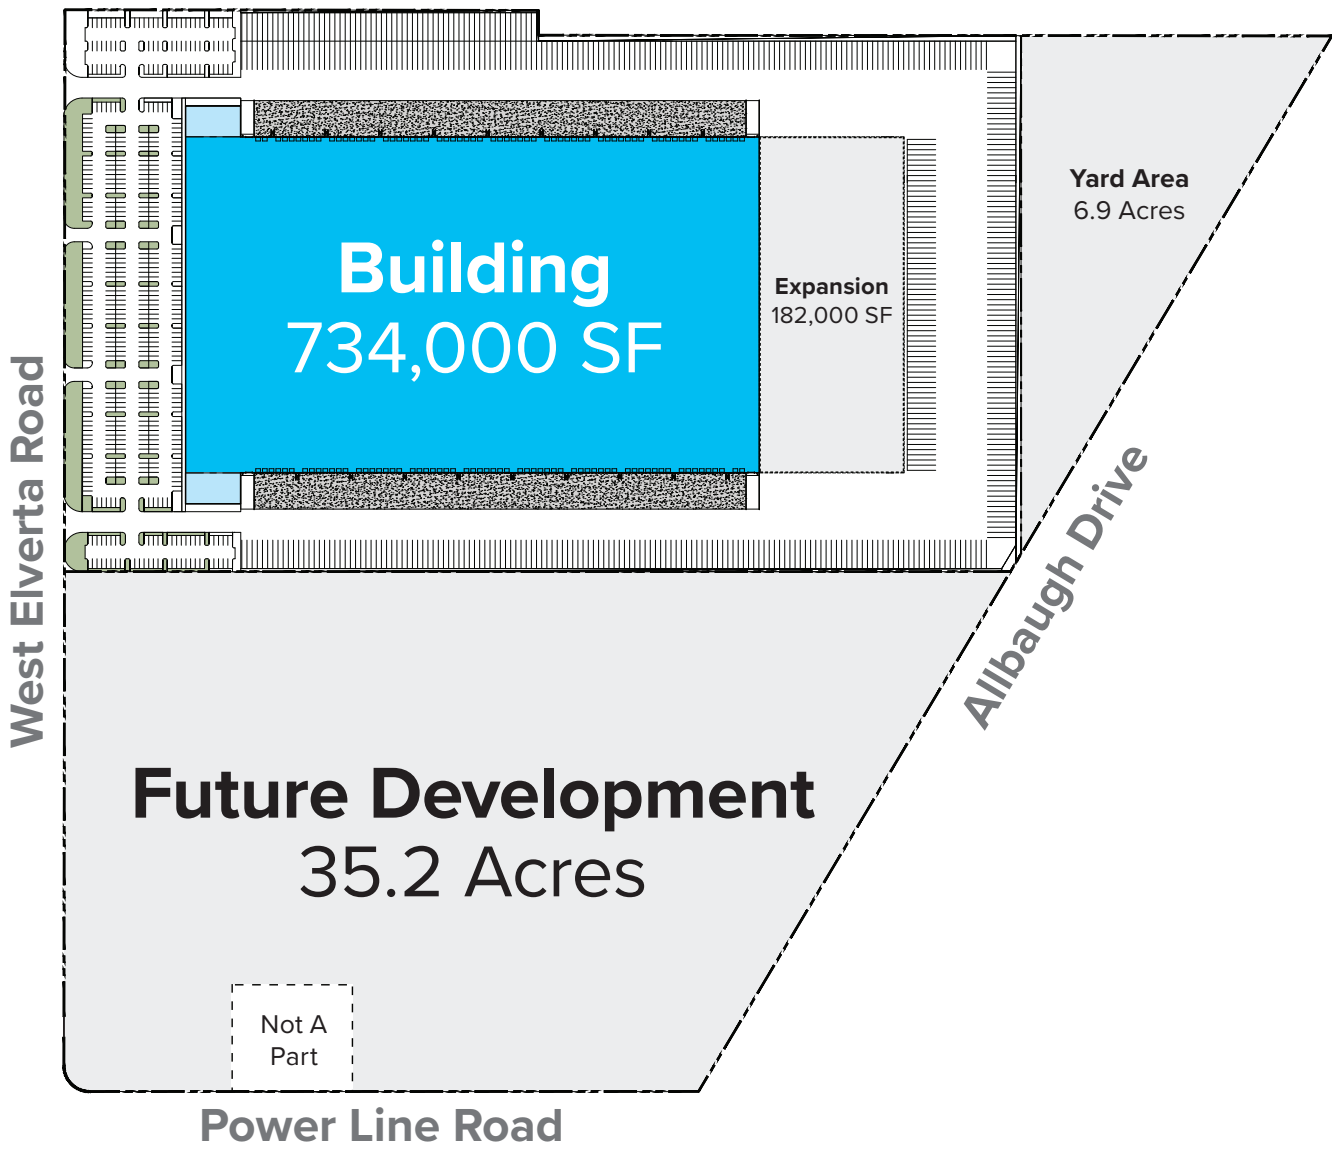 Yard Area
6.9 Acres
Building
734,000 SF
Expansion
182,000 SF
West Elverta Road
Allbaugh Drive
Future Development
35.2 Acres
Not A
Part
Power Line Road